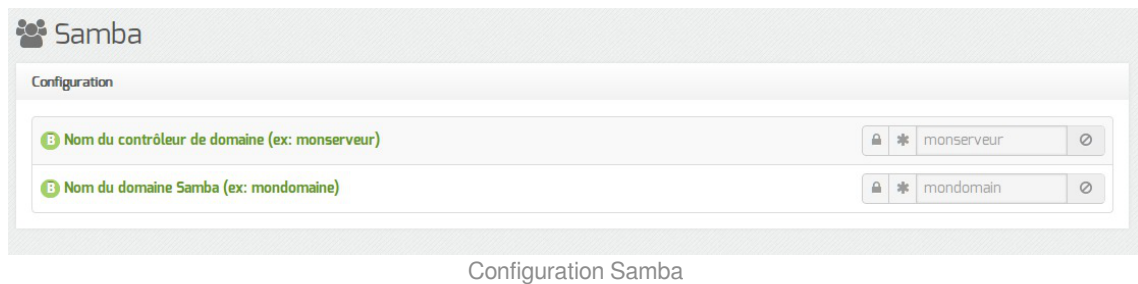 Samba
Configuration
B Nom du contrôleur de domaine (ex: monserveur)
monserveur
B Nom du domaine Samba (ex: mondomaine)
mondomain
Configuration Samba